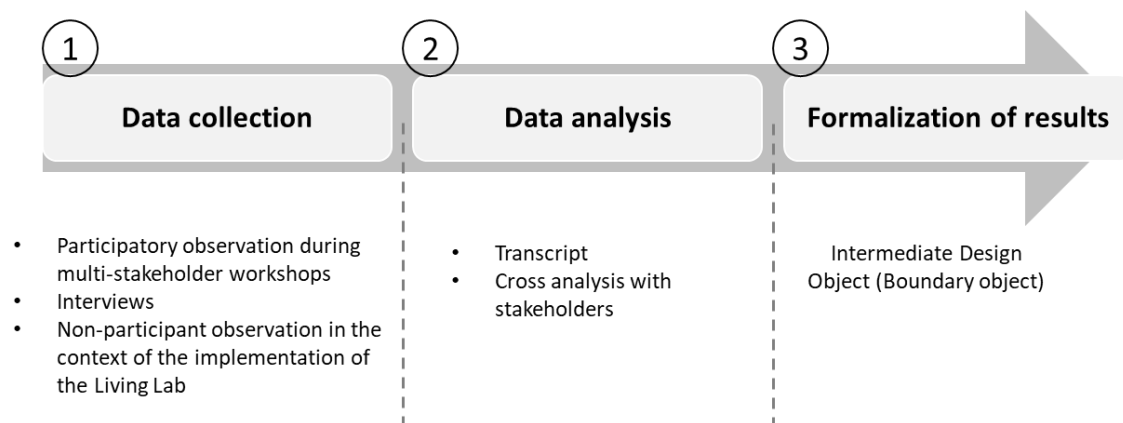 1
Data collection
• Participatory observation during
multi-stakeholder workshops
• Interviews
• Non-participant observation in the
context of the implementation of
the Living Lab
2
Data analysis
• Transcript
• Cross analysis with
stakeholders
3
Formalization of results
Intermediate Design
Object (Boundary object)